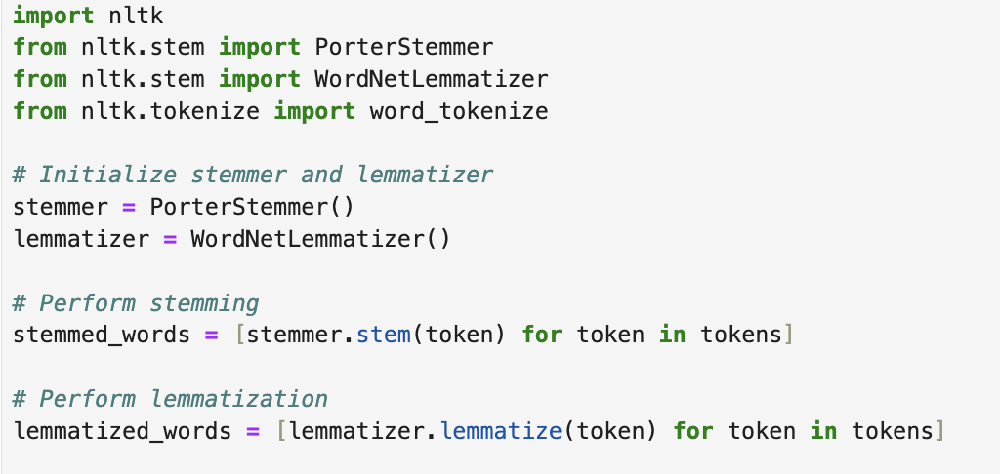 import nltk
from nltk.stem import PorterStemmer
from nltk.stem import WordNetLemmatizer
from nltk.tokenize import word_tokenize
# Initialize stemmer and lemmatizer
stemmer = PorterStemmer()
lemmatizer = WordNetLemmatizer()
# Perform stemming
stemmed_words = [stemmer.stem(token) for token in tokens]
# Perform lemmatization
lemmatized_words = [lemmatizer.lemmatize(token) for token in tokens]